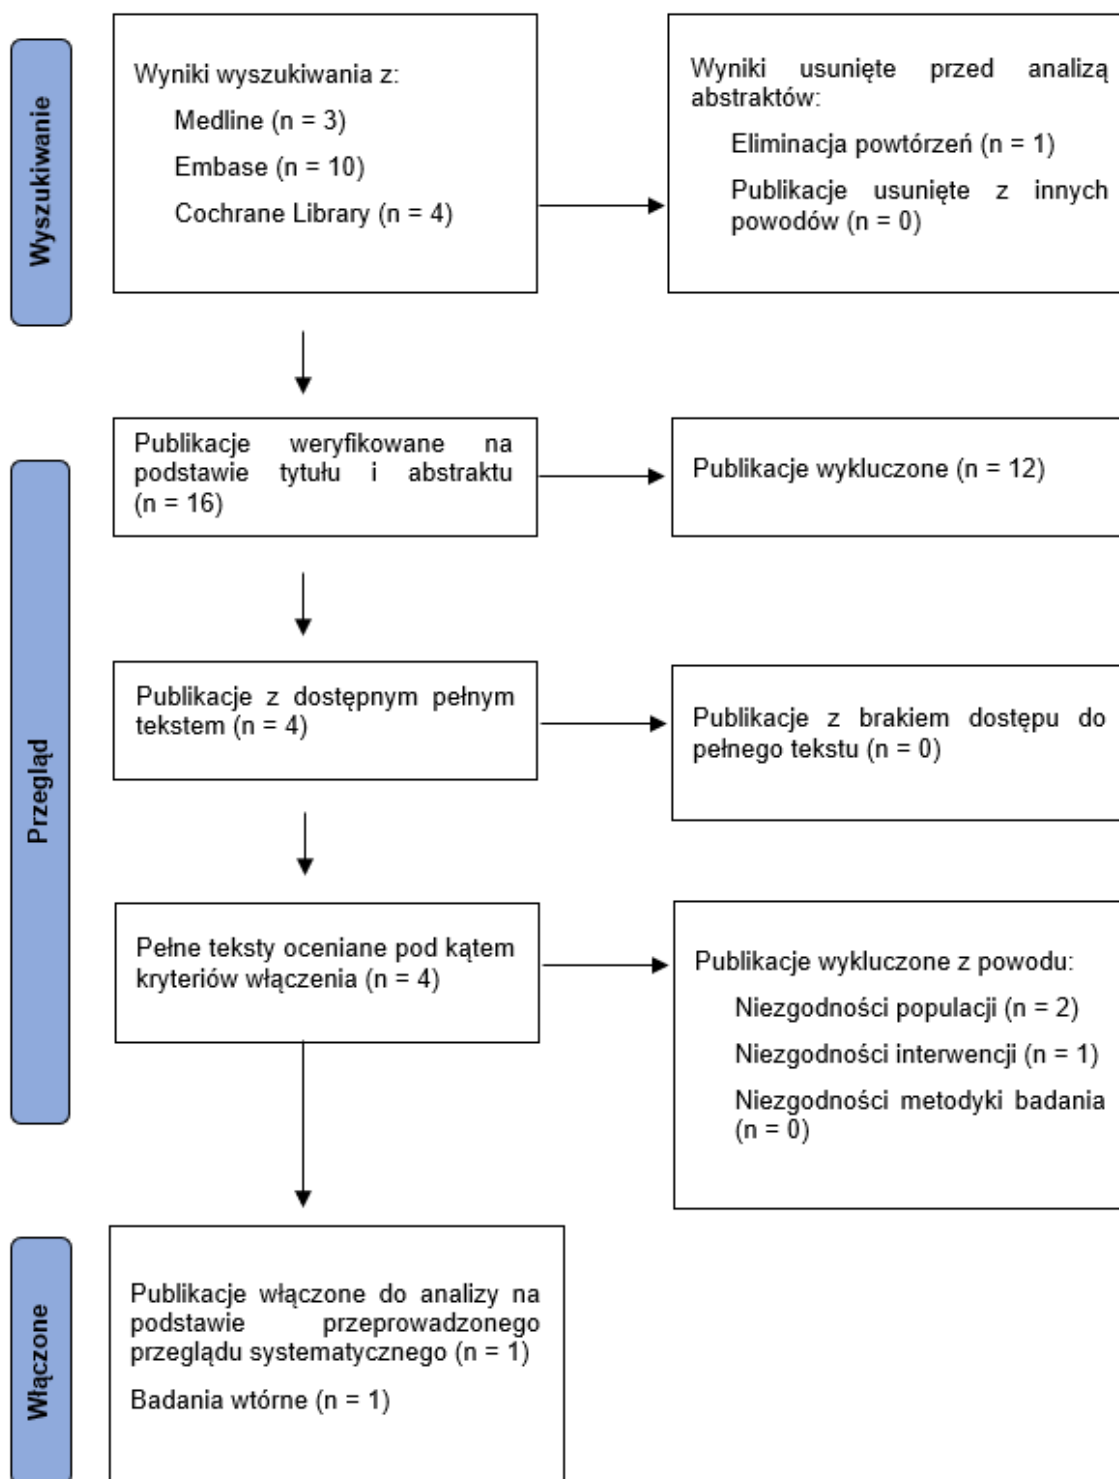 Wyszukiwanie
Wyniki wyszukiwania z:
Medline (n = 3)
Embase (n = 10)
Cochrane Library (n = 4)
Wyniki usunięte przed analizą
abstraktów:
Eliminacja powtórzeń (n = 1)
Publikacje usunięte z innych
powodów (n = 0)
Przegląd
Publikacje weryfikowane na
podstawie tytułu i abstraktu
(n = 16)
Publikacje wykluczone (n = 12)
Publikacje z dostępnym pełnym
tekstem (n = 4)
Publikacje z brakiem dostępu do
pełnego tekstu (n = 0)
Pełne teksty oceniane pod kątem
kryteriów włączenia (n = 4)
Publikacje wykluczone z powodu:
Niezgodności populacji (n = 2)
Niezgodności interwencji (n = 1)
Niezgodności metodyki badania
(n = 0)
Włączone
Publikacje włączone do analizy na
podstawie przeprowadzonego
przeglądu systematycznego (n = 1)
Badania wtórne (n = 1)